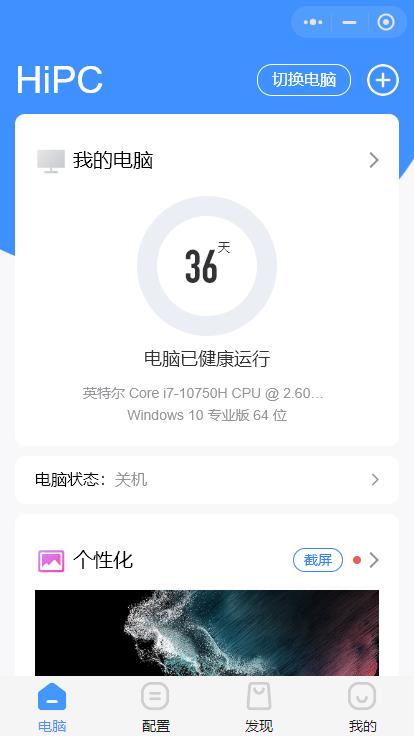 HiPC
切换电脑
我的电脑
36天
电脑已健康运行
英特尔 Core i7-10750H CPU @ 2.60...
Windows 10 专业版 64 位
电脑状态：关机
个性化
截屏
电脑
配置
发现
我的